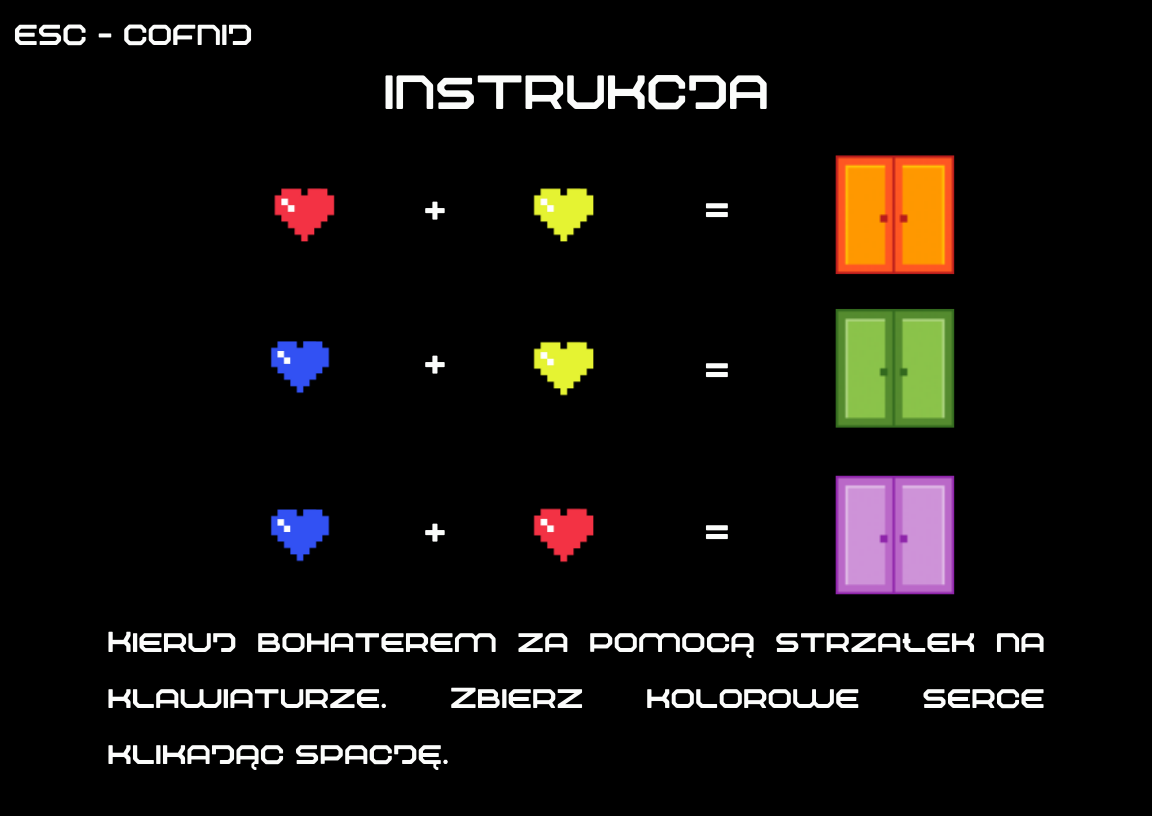 ESC - COFNIJ
INSTRUKCJA
+ =
+ =
+ =
KIERUJ BOHATEREM ZA POMOCĄ STRZAŁEK NA
KLAWIATURZE. ZBIERZ KOLOROWE SERCE
KLIKAJĄC SPACJĘ.